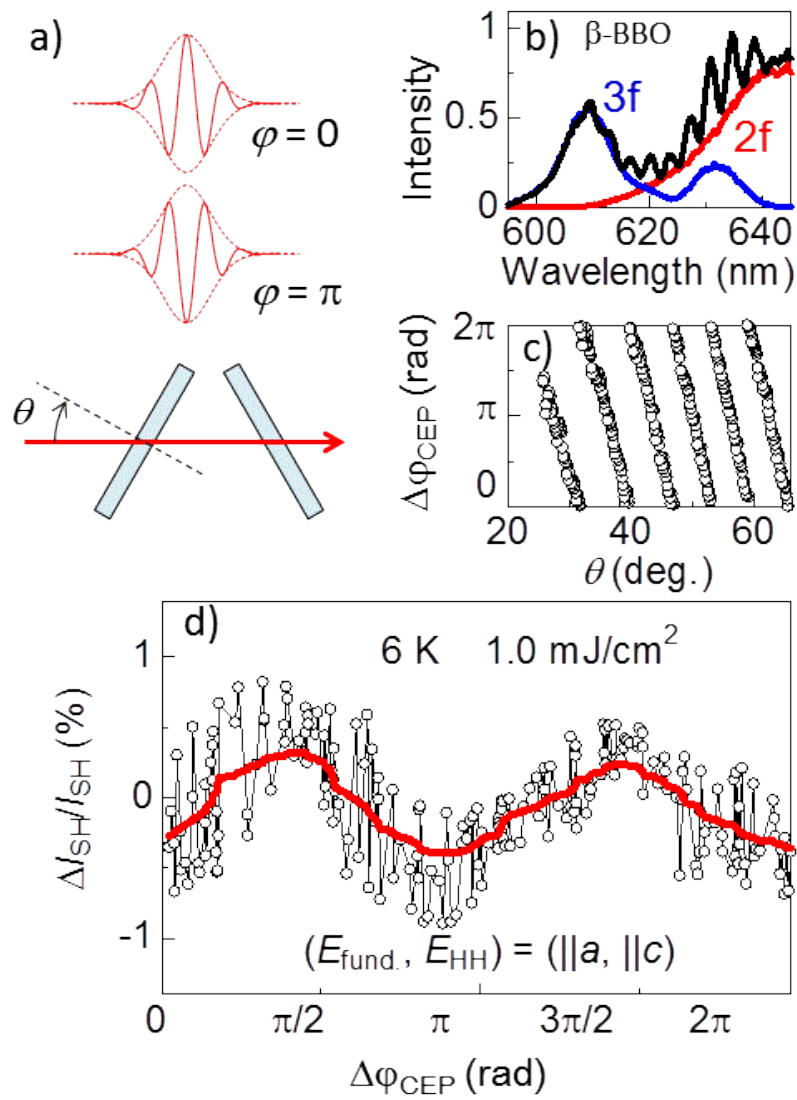 a)
φ = 0
φ = π
θ
b)
β-BBO
3f
2f
Intensity
1
0.5
0
600
620
640
Wavelength (nm)
c)
2π
π
0
Δφ_CEP (rad)
20
40
60
θ (deg.)
d)
6 K 1.0 mJ/cm²
1
0
-1
ΔI_SH/I_SH (%)
(E_fund., E_HH) = (||a, ||c)
0
π/2
π
3π/2
2π
Δφ_CEP (rad)